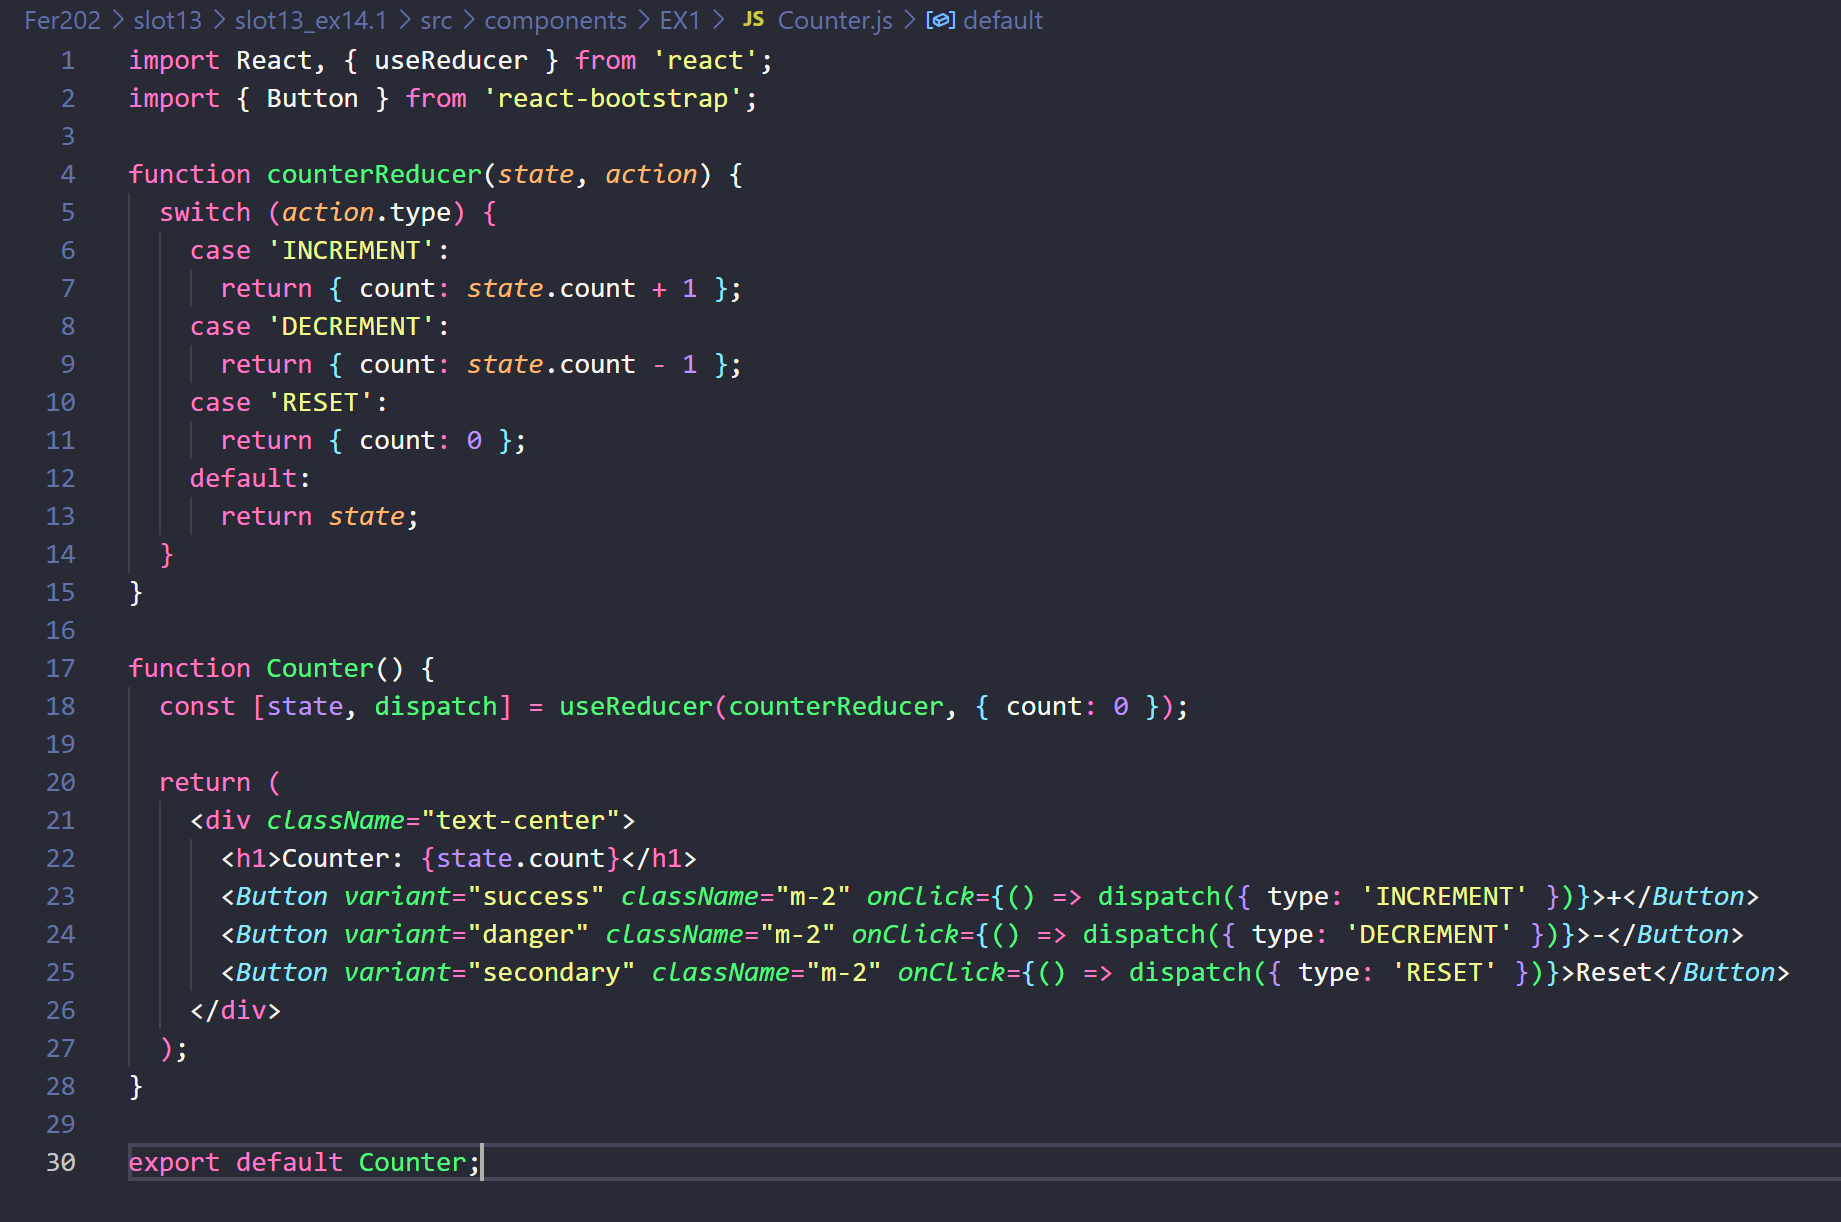 Fer202 > slot13 > slot13_ex14.1 > src > components > EX1 > JS Counter.js > default
1 import React, { useReducer } from 'react';
2 import { Button } from 'react-bootstrap';
3
4 function counterReducer(state, action) {
5   switch (action.type) {
6     case 'INCREMENT':
7       return { count: state.count + 1 };
8     case 'DECREMENT':
9       return { count: state.count - 1 };
10     case 'RESET':
11       return { count: 0 };
12     default:
13       return state;
14   }
15 }
16
17 function Counter() {
18   const [state, dispatch] = useReducer(counterReducer, { count: 0 });
19
20   return (
21     <div className="text-center">
22       <h1>Counter: {state.count}</h1>
23       <Button variant="success" className="m-2" onClick={() => dispatch({ type: 'INCREMENT' })}>+</Button>
24       <Button variant="danger" className="m-2" onClick={() => dispatch({ type: 'DECREMENT' })}>-</Button>
25       <Button variant="secondary" className="m-2" onClick={() => dispatch({ type: 'RESET' })}>Reset</Button>
26     </div>
27   );
28 }
29
30 export default Counter;